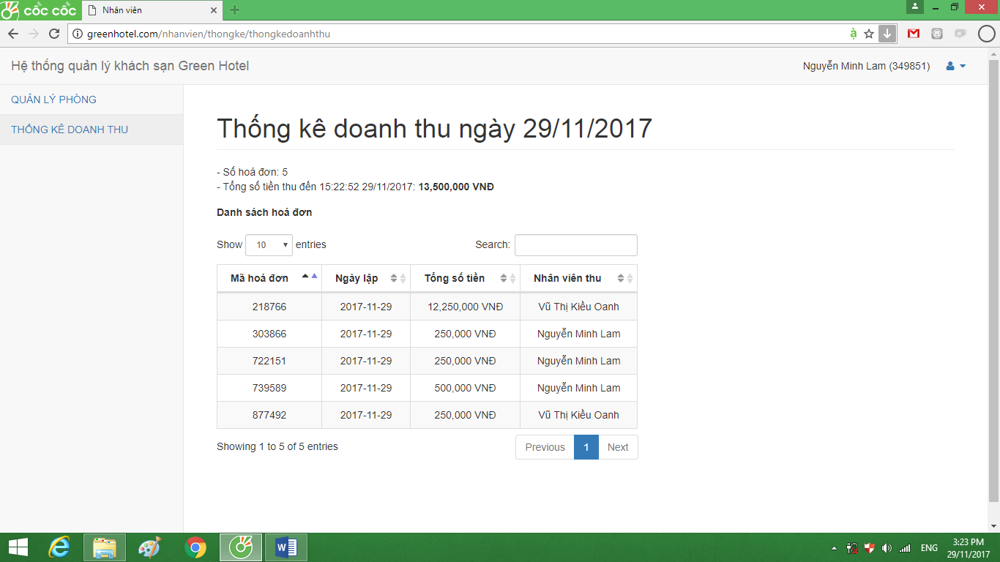 cốc cốc
Nhân viên
greenhotel.com/nhanvien/thongke/thongkedoanhthu
Hệ thống quản lý khách sạn Green Hotel
Nguyễn Minh Lam (349851)
QUẢN LÝ PHÒNG
THỐNG KÊ DOANH THU
Thống kê doanh thu ngày 29/11/2017
- Số hoá đơn: 5
- Tổng số tiền thu đến 15:22:52 29/11/2017: 13,500,000 VNĐ
Danh sách hoá đơn
Show 10 entries Search:
Mã hoá đơn Ngày lập Tổng số tiền Nhân viên thu
218766 2017-11-29 12,250,000 VNĐ Vũ Thị Kiều Oanh
303866 2017-11-29 250,000 VNĐ Nguyễn Minh Lam
722151 2017-11-29 250,000 VNĐ Nguyễn Minh Lam
739589 2017-11-29 500,000 VNĐ Nguyễn Minh Lam
877492 2017-11-29 250,000 VNĐ Vũ Thị Kiều Oanh
Showing 1 to 5 of 5 entries Previous 1 Next
ENG
3:23 PM
29/11/2017